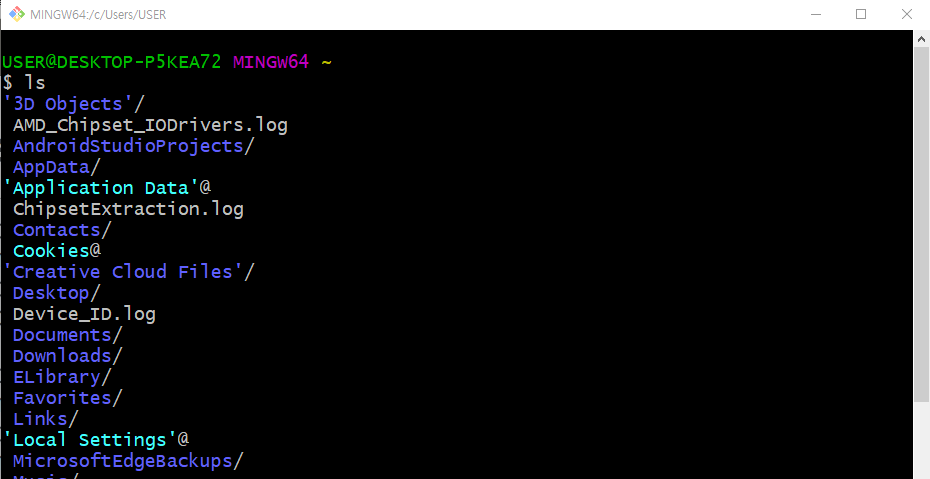 MINGW64:/c/Users/USER
USER@DESKTOP-P5KEA72 MINGW64 ~
$ ls
'3D Objects'/
AMD_Chipset_IODrivers.log
AndroidStudioProjects/
AppData/
'Application Data'@
ChipsetExtraction.log
Contacts/
Cookies@
'Creative Cloud Files'/
Desktop/
Device_ID.log
Documents/
Downloads/
ELibrary/
Favorites/
Links/
'Local Settings'@
MicrosoftEdgeBackups/
Music/